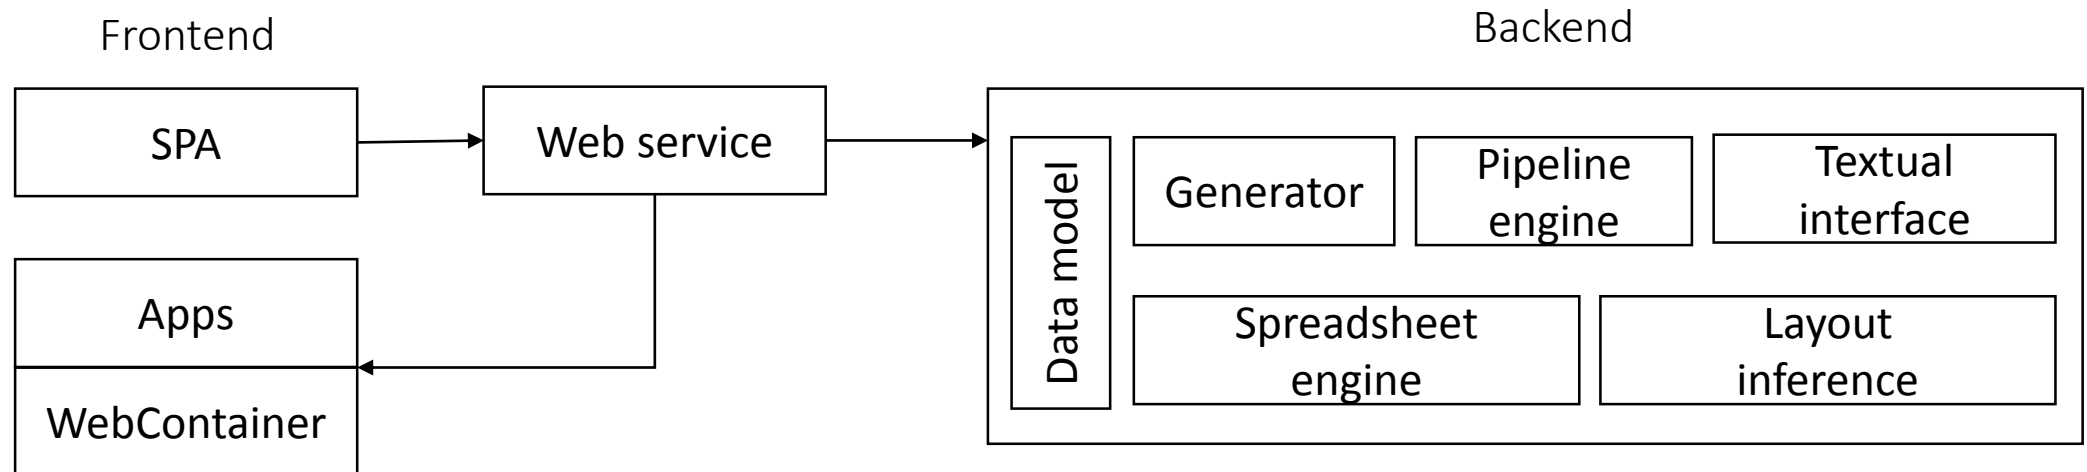 Frontend
Backend
SPA
Web service
Data model
Generator
Pipeline
engine
Textual
interface
Apps
WebContainer
Spreadsheet
engine
Layout
inference